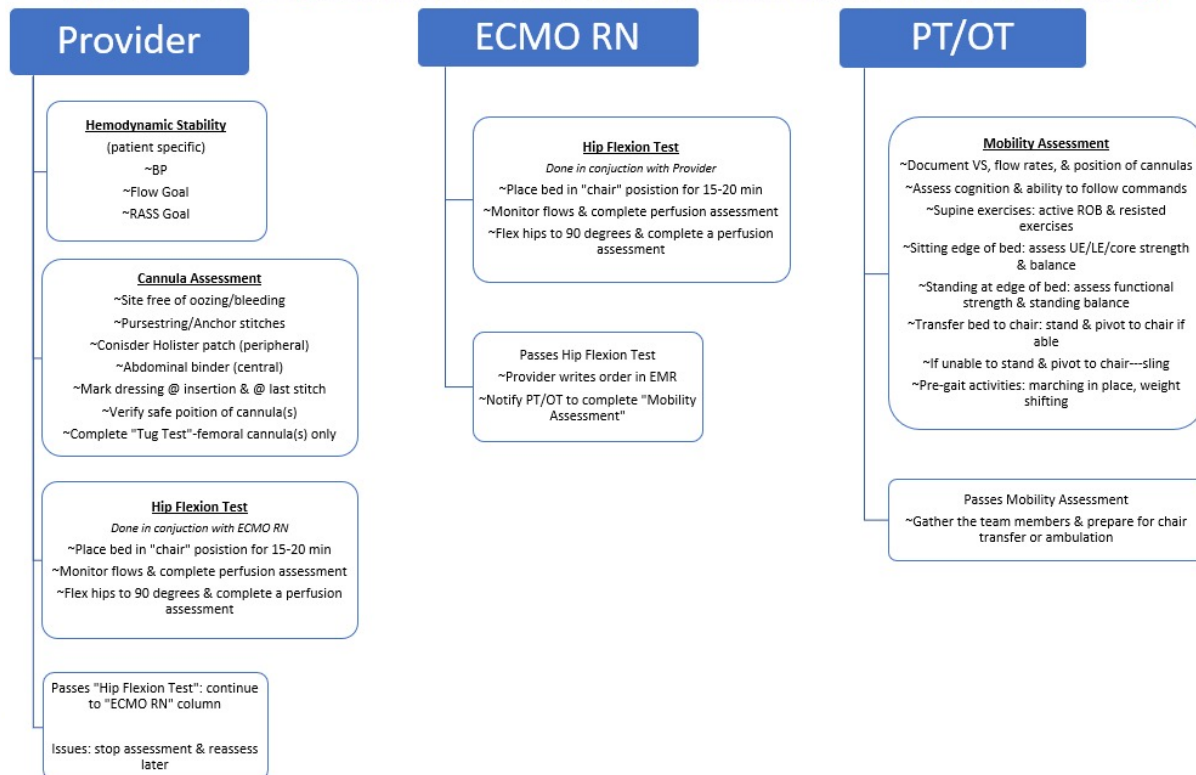 Provider
Hemodynamic Stability
(patient specific)
~BP
~Flow Goal
~RASS Goal
Cannula Assessment
~Site free of oozing/bleeding
~Pursestring/Anchor stitches
~Conisder Holister patch (peripheral)
~Abdominal binder (central)
~Mark dressing @ insertion & @ last stitch
~Verify safe poition of cannula(s)
~Complete "Tug Test"-femoral cannula(s) only
Hip Flexion Test
Done in conjuction with ECMO RN
~Place bed in "chair" posistion for 15-20 min
~Monitor flows & complete perfusion assessment
~Flex hips to 90 degrees & complete a perfusion
assessment
Passes "Hip Flexion Test": continue
to "ECMO RN" column
Issues: stop assessment & reassess
later
ECMO RN
Hip Flexion Test
Done in conjuction with Provider
~Place bed in "chair" posistion for 15-20 min
~Monitor flows & complete perfusion assessment
~Flex hips to 90 degrees & complete a perfusion
assessment
Passes Hip Flexion Test
~Provider writes order in EMR
~Notify PT/OT to complete "Mobility
Assessment"
PT/OT
Mobility Assessment
~Document VS, flow rates, & position of cannulas
~Assess cognition & ability to follow commands
~Supine exercises: active ROB & resisted
exercises
~Sitting edge of bed: assess UE/LE/core strength
& balance
~Standing at edge of bed: assess functional
strength & standing balance
~Transfer bed to chair: stand & pivot to chair if
able
~If unable to stand & pivot to chair---sling
~Pre-gait activities: marching in place, weight
shifting
Passes Mobility Assessment
~Gather the team members & prepare for chair
transfer or ambulation